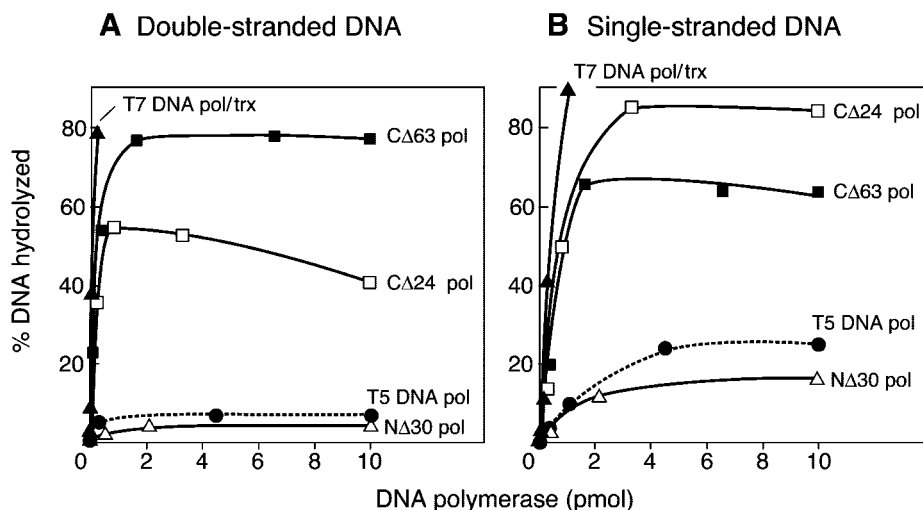 A Double-stranded DNA
B Single-stranded DNA
% DNA hydrolyzed
80
60
40
20
0
2
4
6
8
10
T7 DNA pol/trx
CΔ63 pol
CΔ24 pol
T5 DNA pol
NΔ30 pol
T7 DNA pol/trx
CΔ24 pol
CΔ63 pol
T5 DNA pol
NΔ30 pol
80
60
40
20
0
2
4
6
8
10
DNA polymerase (pmol)